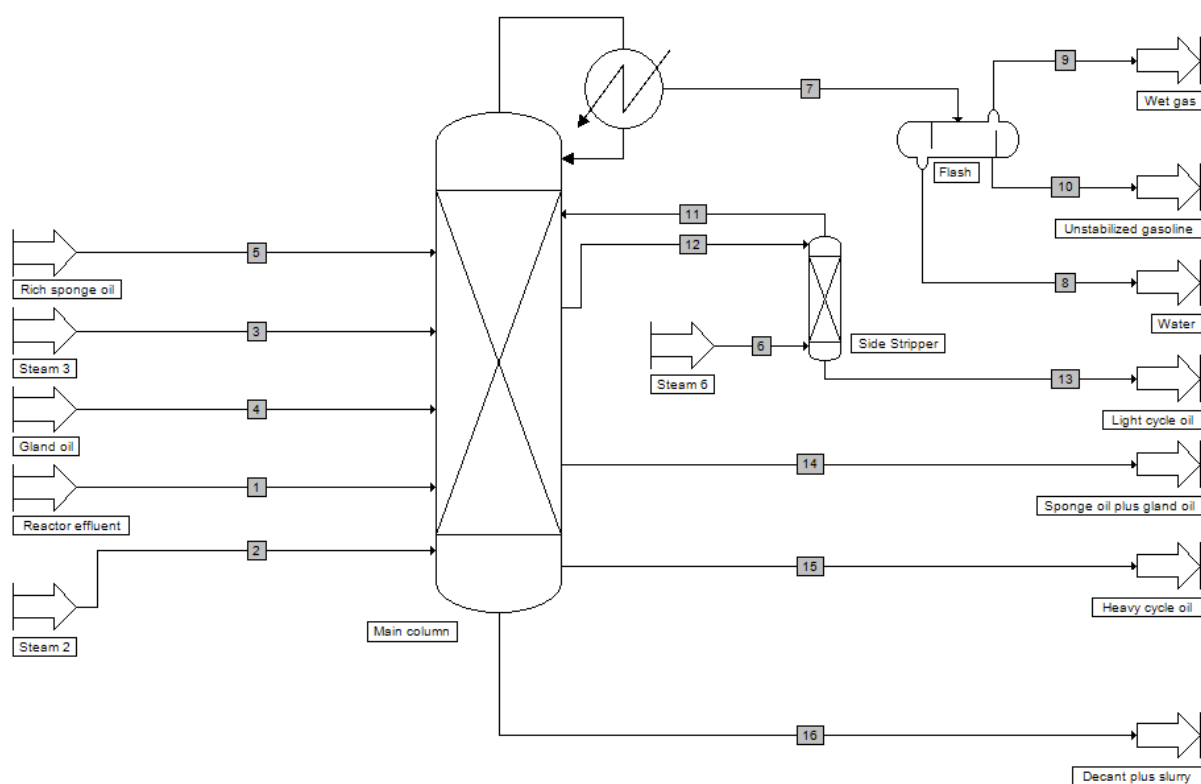 9
Wet gas
7
Flash
10
Unstabilized gasoline
11
12
5
Rich sponge oil
8
Water
3
Steam 3
6
Steam 6
Side Stripper
13
Light cycle oil
4
Gland oil
14
Sponge oil plus gland oil
1
Reactor effluent
2
15
Heavy cycle oil
Steam 2
Main column
16
Decant plus slurry